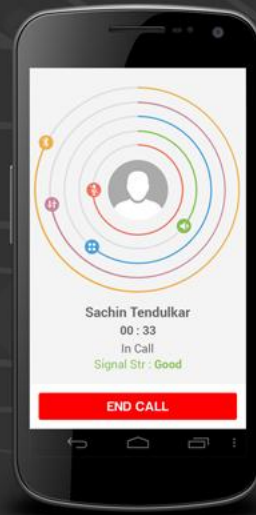 Sachin Tendulkar
00 : 33
In Call
Signal Str : Good
END CALL